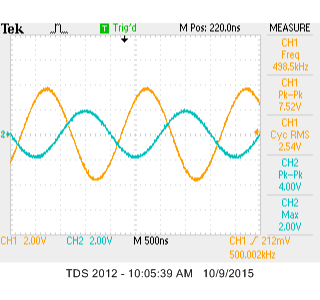 Tek T Trig'd M Pos: 220.0ns MEASURE
CH1
Freq
498.5kHz
CH1
Pk-Pk
7.52V
CH1
Cyc RMS
2.54V
CH2
Pk-Pk
4.00V
CH2
Max
2.00V
2
CH1 2.00V CH2 2.00V M 500ns CH1 / 212mV
500.002kHz
TDS 2012 - 10:05:39 AM 10/9/2015